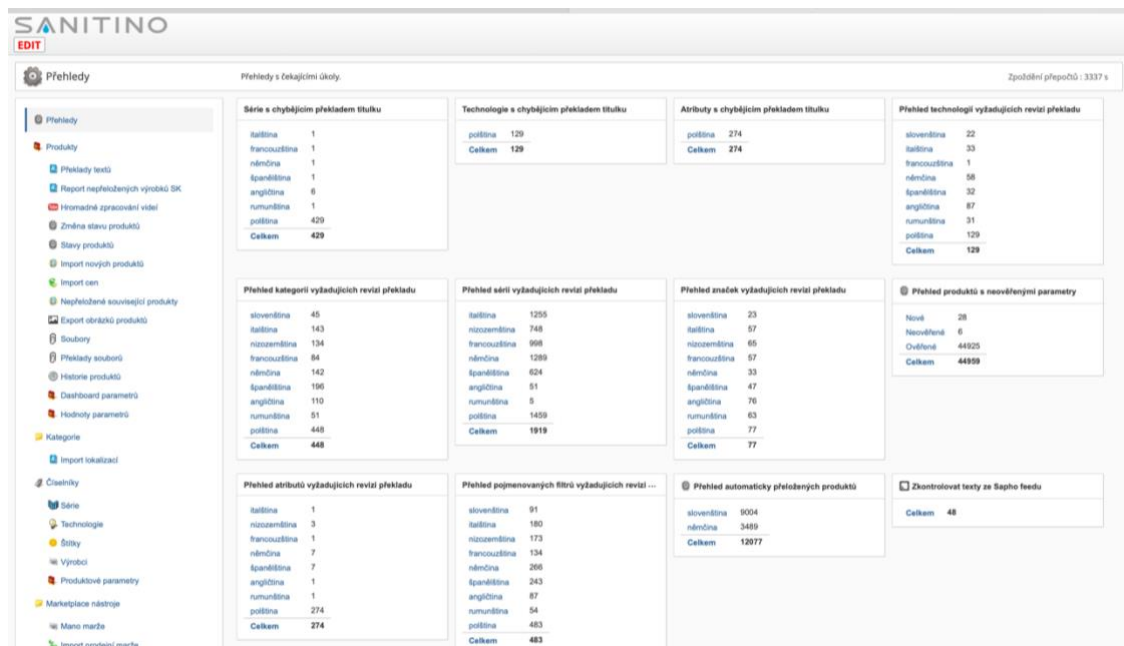 SANITINO
EDIT
Přehledy
Přehledy s čekajícími úkoly.
Zpoždění přepočtů : 3337 s
Přehledy
Produkty
Překlady textů
Report nepřeložených výrobků SK
Hromadné zpracování videí
Změna stavu produktů
Stavy produktů
Import nových produktů
Import cen
Nepřeložené související produkty
Export obrázků produktů
Soubory
Překlady souborů
Historie produktů
Dashboard parametrů
Hodnoty parametrů
Kategorie
Import lokalizací
Číselníky
Série
Technologie
Štítky
Výrobci
Produktové parametry
Marketplace nástroje
Mano marže
Import prodejní marže
Série s chybějícím překladem titulku
italština 1
francouzština 1
němčina 1
španělština 1
angličtina 6
rumunština 1
polština 429
Celkem 429
Technologie s chybějícím překladem titulku
polština 129
Celkem 129
Atributy s chybějícím překladem titulku
polština 274
Celkem 274
Přehled technologií vyžadujících revizi překladu
slovenština 22
italština 33
francouzština 1
němčina 58
španělština 32
angličtina 87
rumunština 31
polština 129
Celkem 129
Přehled kategorií vyžadujících revizi překladu
slovenština 45
italština 143
nizozemština 134
francouzština 84
němčina 142
španělština 196
angličtina 110
rumunština 51
polština 448
Celkem 448
Přehled sérií vyžadujících revizi překladu
italština 1255
nizozemština 748
francouzština 998
němčina 1289
španělština 624
angličtina 51
rumunština 5
polština 1459
Celkem 1919
Přehled značek vyžadujících revizi překladu
slovenština 23
italština 57
nizozemština 65
francouzština 57
němčina 33
španělština 47
angličtina 76
rumunština 63
polština 77
Celkem 77
Přehled produktů s neověřenými parametry
Nové 28
Neověřené 6
Ověřené 44925
Celkem 44959
Přehled atributů vyžadujících revizi překladu
italština 1
nizozemština 3
francouzština 1
němčina 7
španělština 7
angličtina 1
rumunština 1
polština 274
Celkem 274
Přehled pojmenovaných filtrů vyžadujících revizi ...
slovenština 91
italština 180
nizozemština 173
francouzština 134
němčina 266
španělština 243
angličtina 87
rumunština 54
polština 483
Celkem 483
Přehled automaticky přeložených produktů
slovenština 9004
němčina 3489
Celkem 12077
Zkontrolovat texty ze Sapho feedu
Celkem 48